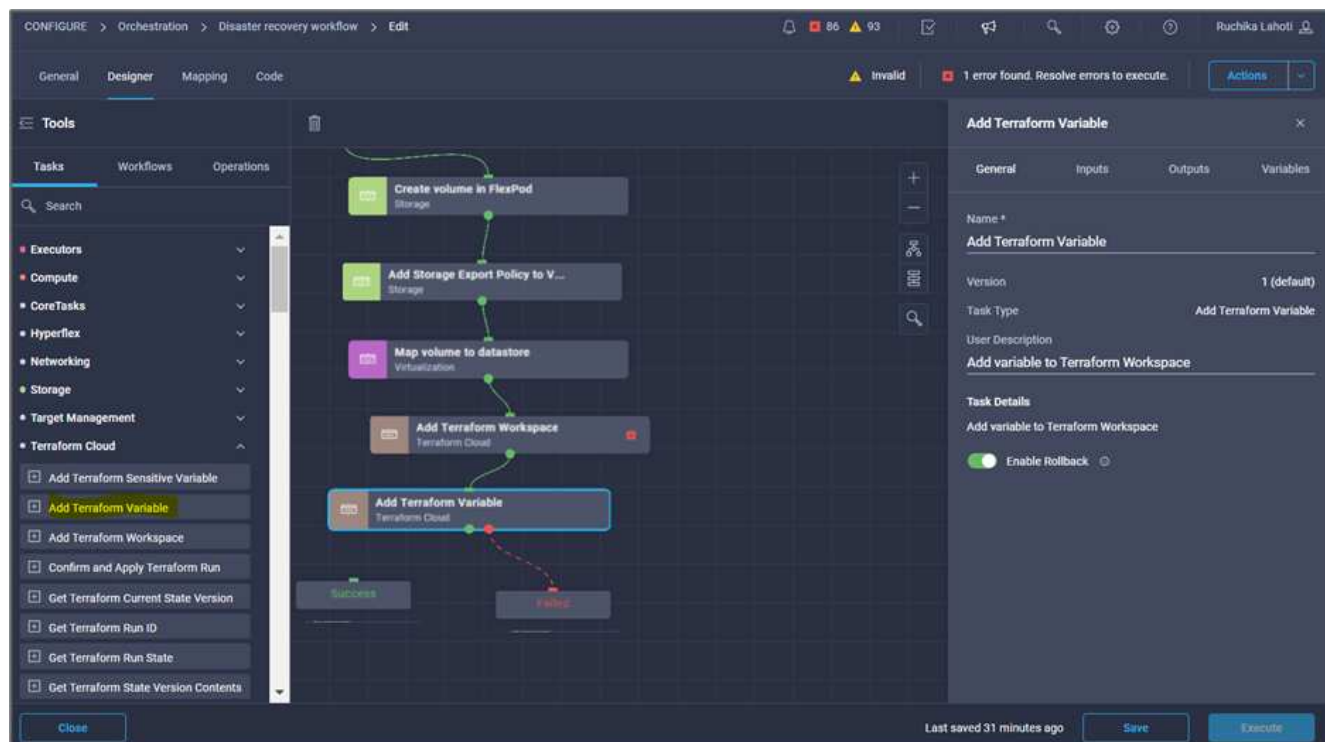 CONFIGURE > Orchestration > Disaster recovery workflow > Edit
86 93
Ruchika Lahoti
General Designer Mapping Code
Invalid
1 error found. Resolve errors to execute.
Actions
Tools
Tasks Workflows Operations
Search
Executors
Compute
CoreTasks
Hyperflex
Networking
Storage
Target Management
Terraform Cloud
Add Terraform Sensitive Variable
Add Terraform Variable
Add Terraform Workspace
Confirm and Apply Terraform Run
Get Terraform Current State Version
Get Terraform Run ID
Get Terraform Run State
Get Terraform State Version Contents
Create volume in FlexPod
Storage
Add Storage Export Policy to V...
Storage
Map volume to datastore
Virtualization
Add Terraform Workspace
Terraform Cloud
Add Terraform Variable
Terraform Cloud
Success
Failed
Add Terraform Variable
General Inputs Outputs Variables
Name *
Add Terraform Variable
Version 1 (default)
Task Type Add Terraform Variable
User Description
Add variable to Terraform Workspace
Task Details
Add variable to Terraform Workspace
Enable Rollback
Close
Last saved 31 minutes ago
Save
Execute